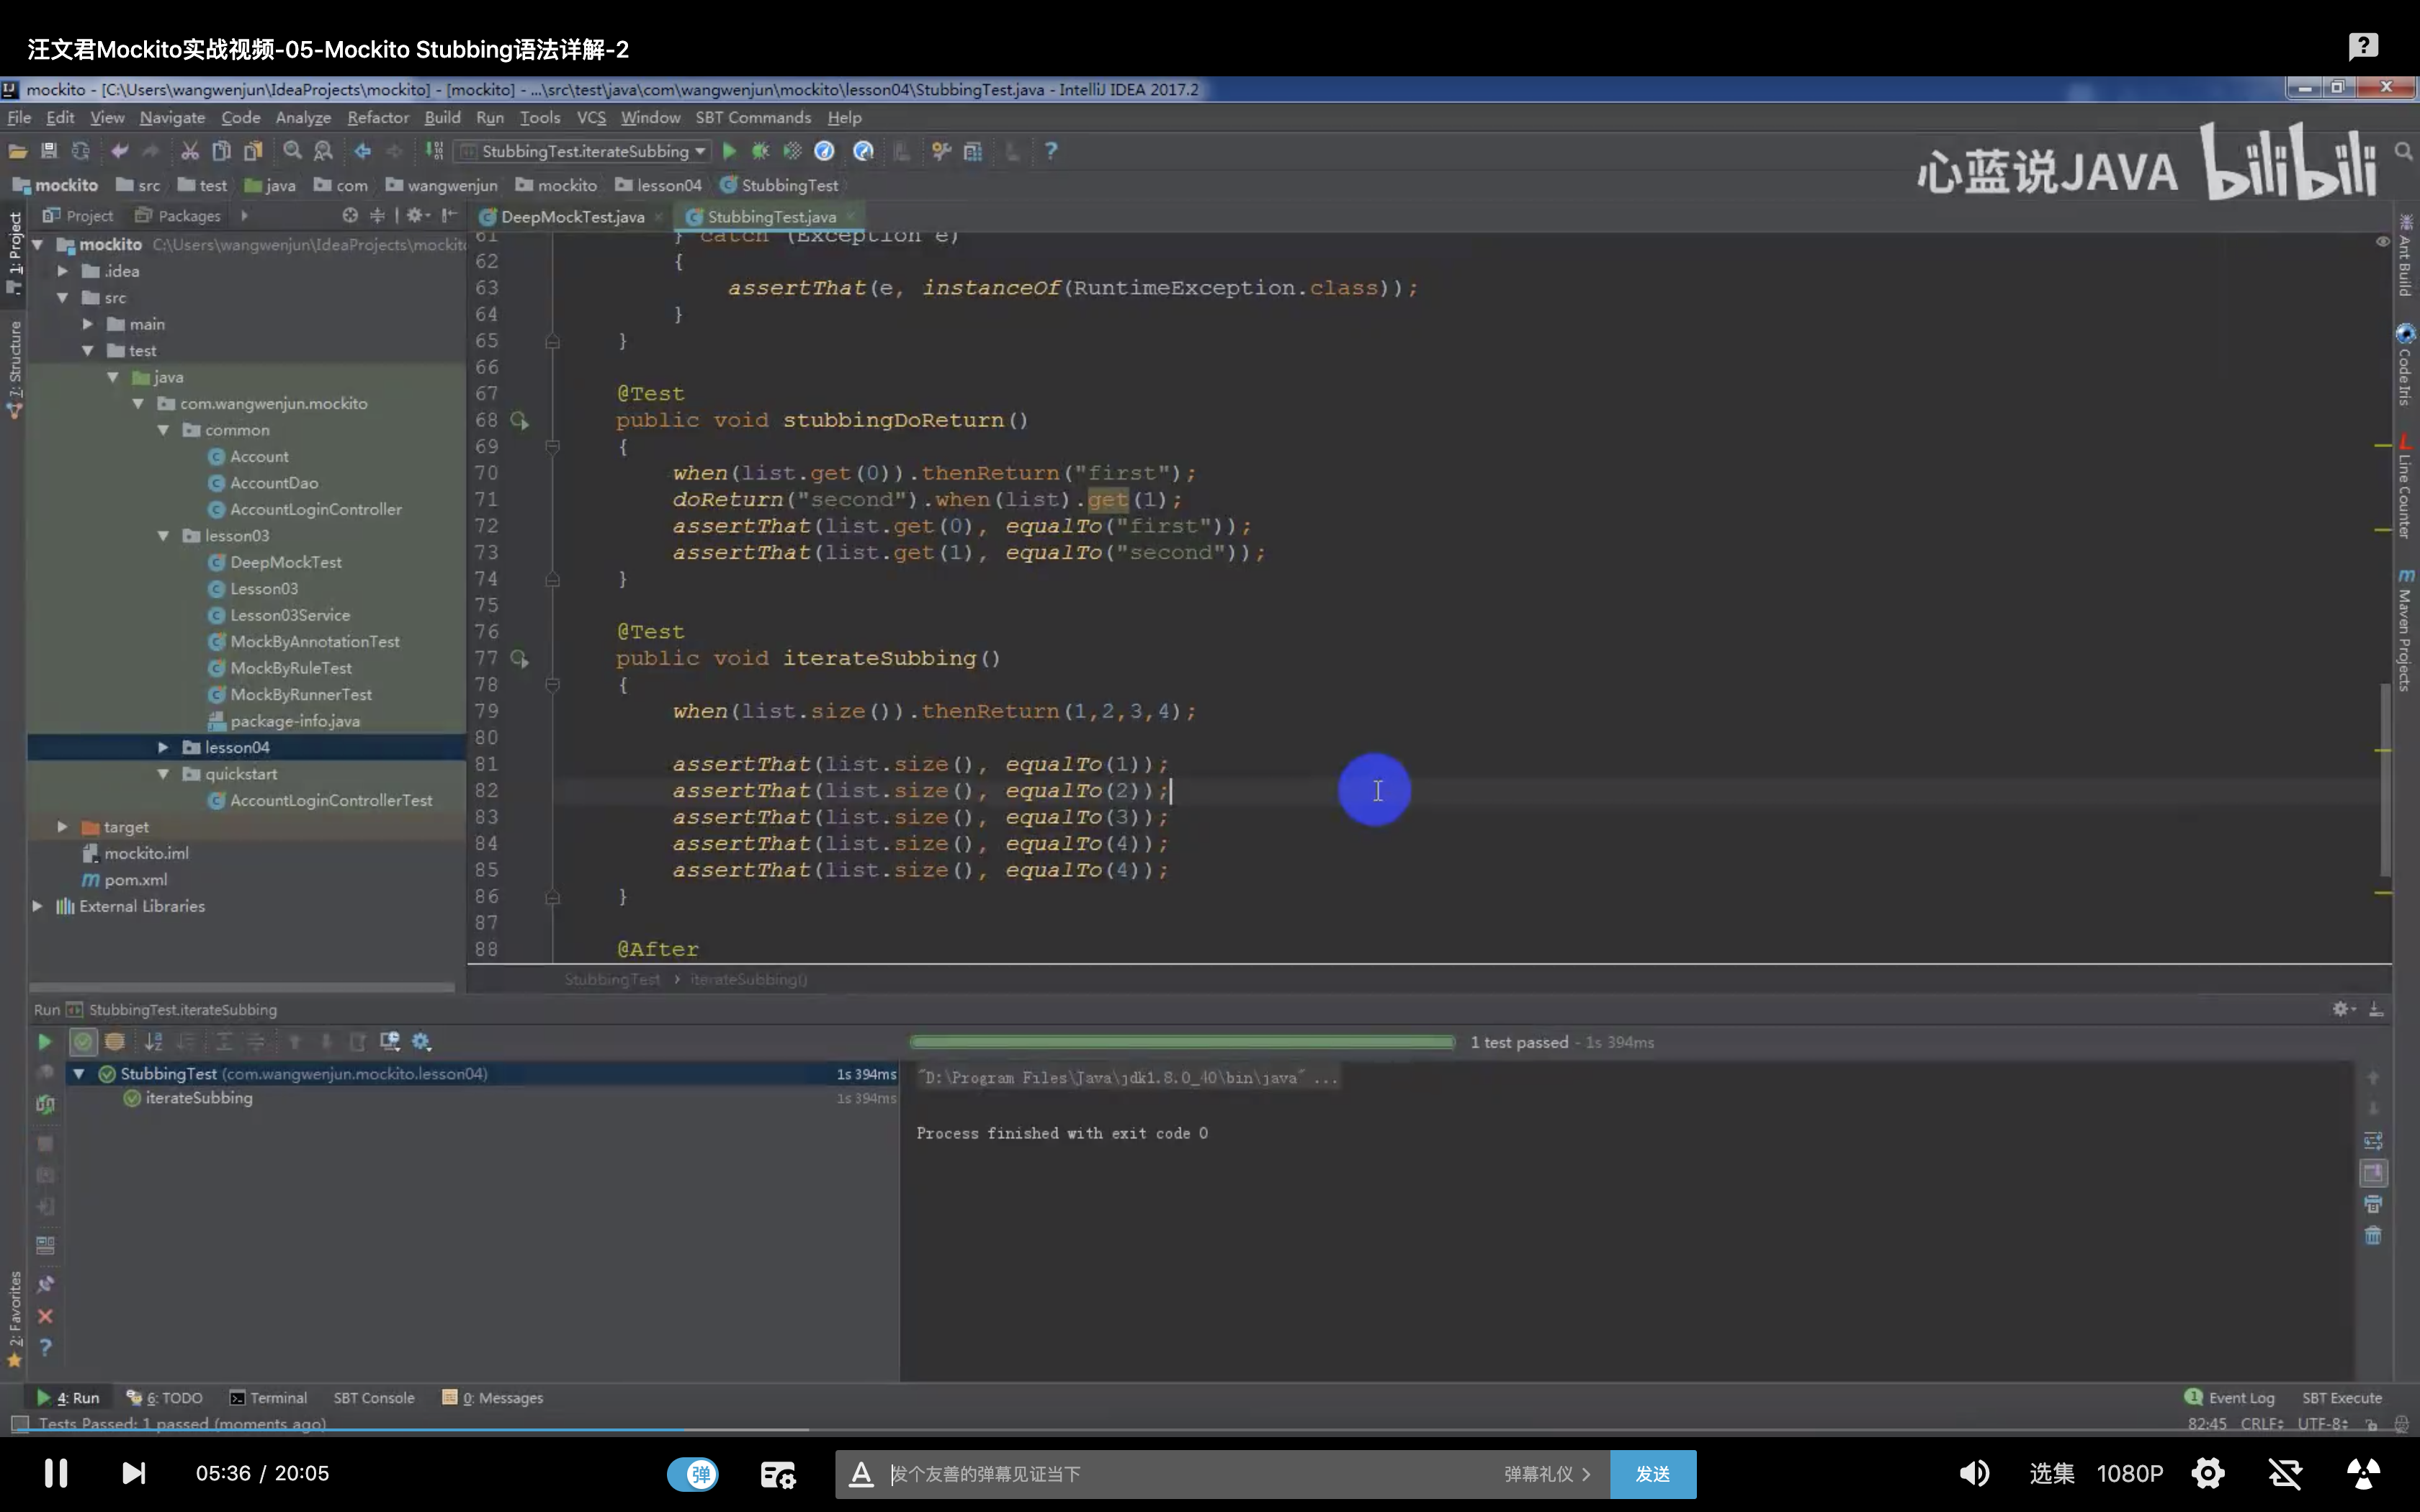 汪文君Mockito实战视频-05-Mockito Stubbing语法详解-2
mockito - [C:\Users\wangwenjun\IdeaProjects\mockito] - [mockito] - ...\src\test\java\com\wangwenjun\mockito\lesson04\StubbingTest.java - IntelliJ IDEA 2017.2
File Edit View Navigate Code Analyze Refactor Build Run Tools VCS Window SBT Commands Help
StubbingTest.iterateSubbing
心蓝说JAVA bilibili
mockito src test java com wangwenjun mockito lesson04 StubbingTest
Project Packages
DeepMockTest.java StubbingTest.java
1: Project
7: Structure
2: Favorites
mockito C:\Users\wangwenjun\IdeaProjects\mockito
.idea
src
main
test
java
com.wangwenjun.mockito
common
Account
AccountDao
AccountLoginController
lesson03
DeepMockTest
Lesson03
Lesson03Service
MockByAnnotationTest
MockByRuleTest
MockByRunnerTest
package-info.java
lesson04
quickstart
AccountLoginControllerTest
target
mockito.iml
pom.xml
External Libraries
61 } catch (Exception e)
62 {
63 assertThat(e, instanceOf(RuntimeException.class));
64 }
65 }
66
67 @Test
68 public void stubbingDoReturn()
69 {
70 when(list.get(0)).thenReturn("first");
71 doReturn("second").when(list).get(1);
72 assertThat(list.get(0), equalTo("first"));
73 assertThat(list.get(1), equalTo("second"));
74 }
75
76 @Test
77 public void iterateSubbing()
78 {
79 when(list.size()).thenReturn(1,2,3,4);
80
81 assertThat(list.size(), equalTo(1));
82 assertThat(list.size(), equalTo(2));
83 assertThat(list.size(), equalTo(3));
84 assertThat(list.size(), equalTo(4));
85 assertThat(list.size(), equalTo(4));
86 }
87
88 @After
StubbingTest › iterateSubbing()
Ant Build
Code Iris
Line Counter
Maven Projects
Run StubbingTest.iterateSubbing
1 test passed - 1s 394ms
StubbingTest (com.wangwenjun.mockito.lesson04) 1s 394ms
iterateSubbing 1s 394ms
"D:\Program Files\Java\jdk1.8.0_40\bin\java" ...
Process finished with exit code 0
4: Run 6: TODO Terminal SBT Console 0: Messages
1 Event Log SBT Execute
Tests Passed: 1 passed (moments ago)
82:45 CRLF UTF-8
05:36 / 20:05
弹
发个友善的弹幕见证当下
弹幕礼仪 >
发送
选集 1080P